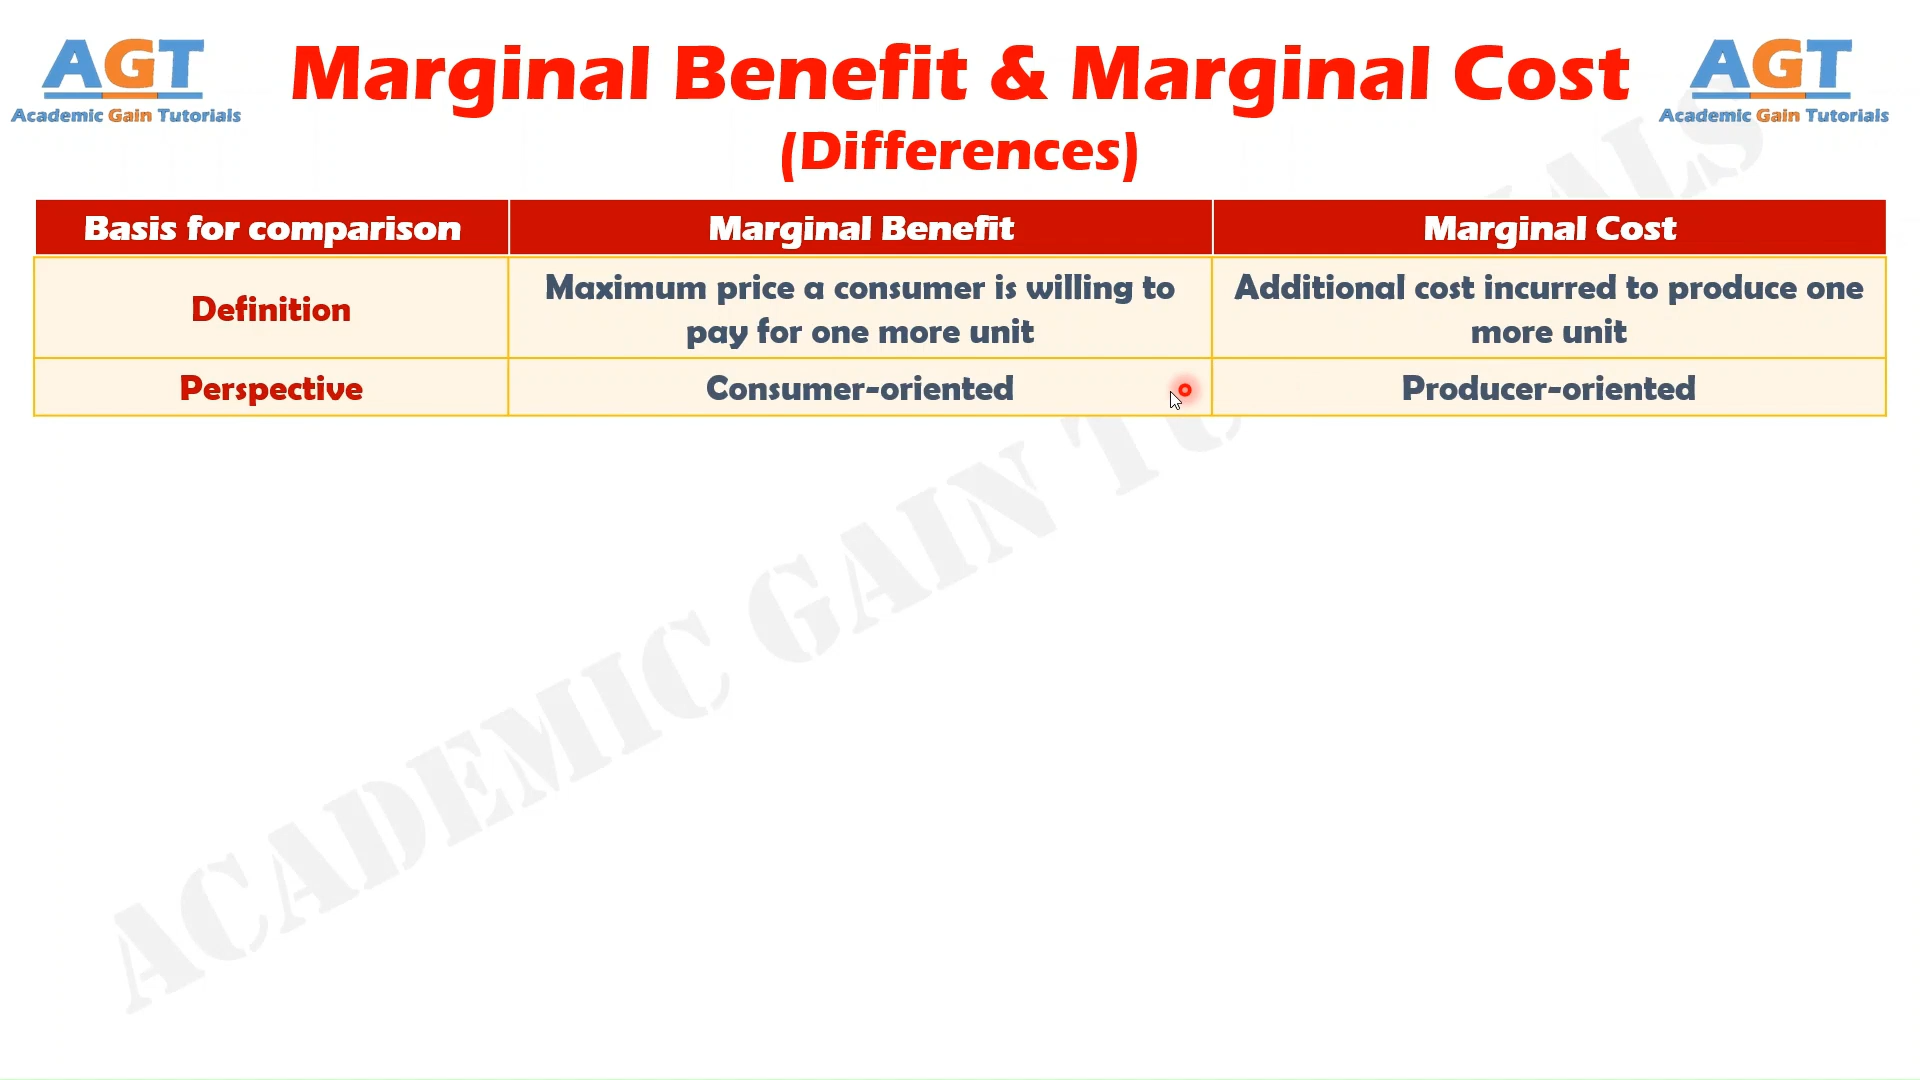 AGT
Academic Gain Tutorials
Marginal Benefit & Marginal Cost
(Differences)
AGT
Academic Gain Tutorials
Basis for comparison
Marginal Benefit
Marginal Cost
Definition
Maximum price a consumer is willing to
pay for one more unit
Additional cost incurred to produce one
more unit
Perspective
Consumer-oriented
Producer-oriented
ACADEMIC GAIN